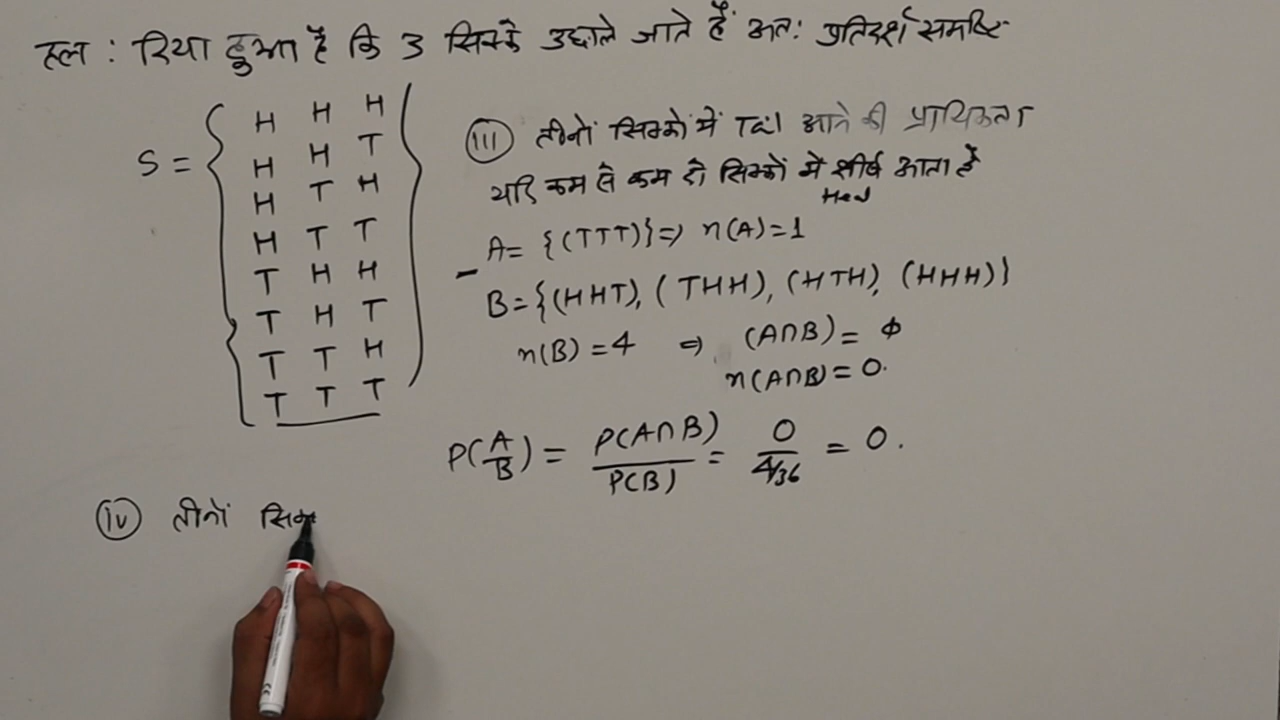 हल : दिया हुआ है कि 3 सिक्के उछाले जाते हैं अतः प्रतिदर्श समष्टि
S = { H H H
H H T
H T H
H T T
T H H
T H T
T T H
T T T }
(iii) तीनों सिक्कों में Tail आने की प्रायिकता
यदि कम से कम दो सिक्कों में शीर्ष आता है
Head
A= {(TTT)}⇒ n(A)=1
B={(HHT), (THH), (HTH), (HHH)}
n(B)=4 ⇒ (A∩B)= ϕ
n(A∩B)=0.
P(A/B) = P(A∩B)/P(B) = 0/4/36 = 0.
(iv) तीनों सिक